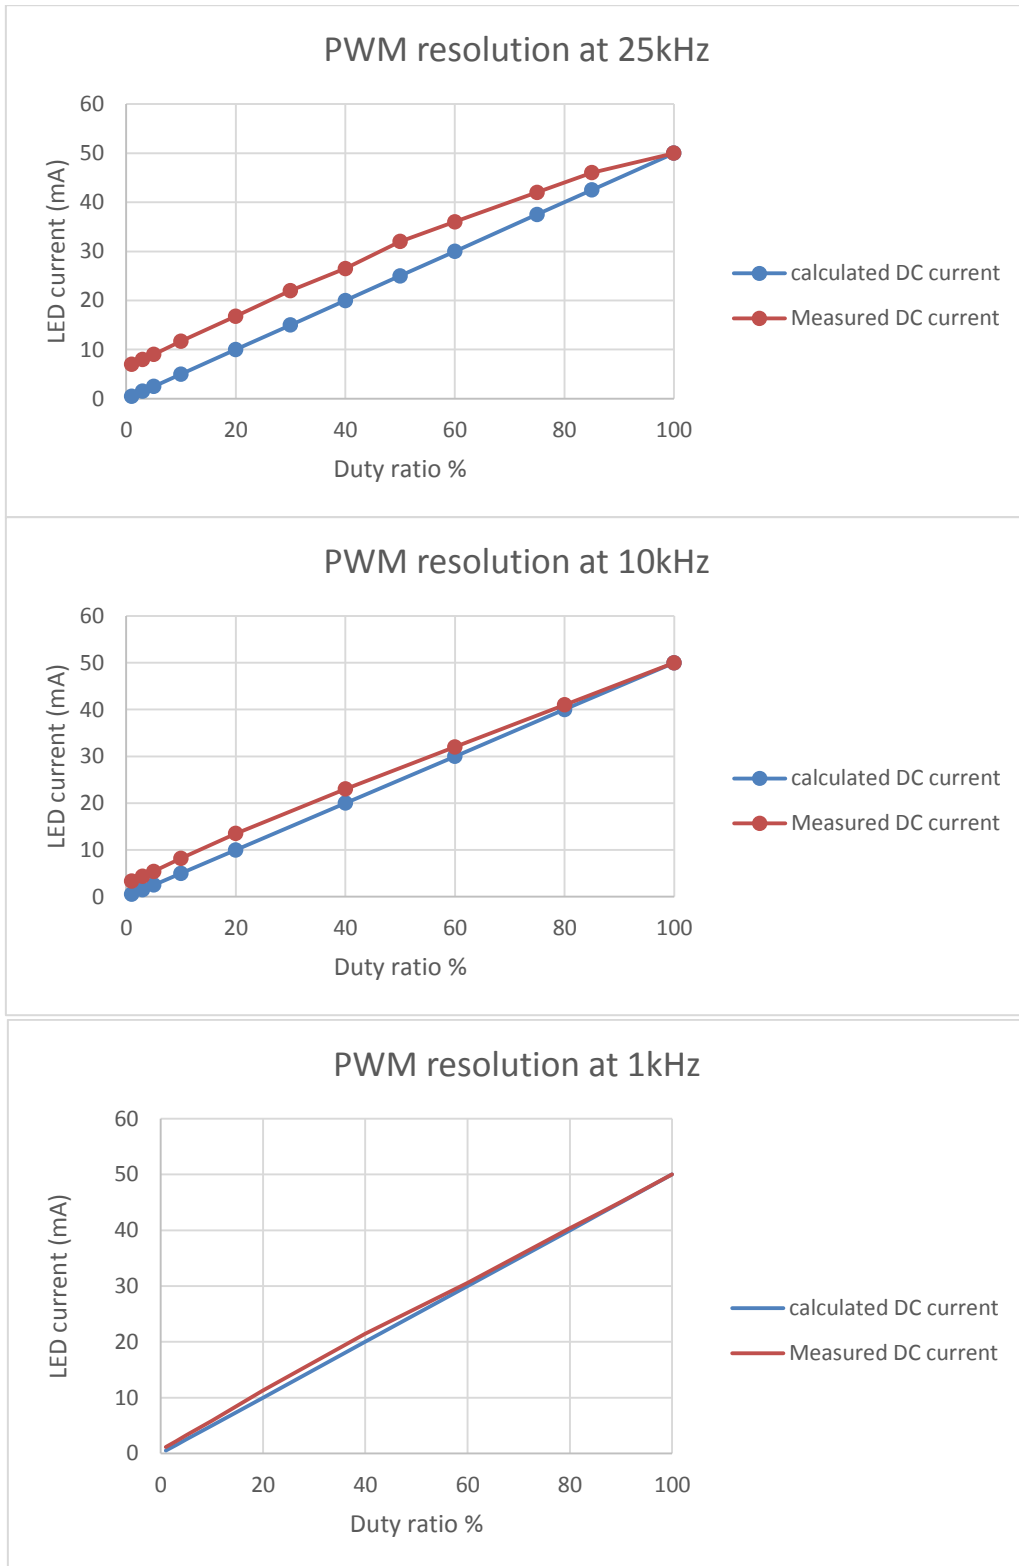 PWM resolution at 25kHz
60
50
40
30
20
10
0
0 20 40 60 80 100
LED current (mA)
Duty ratio %
calculated DC current
Measured DC current
PWM resolution at 10kHz
60
50
40
30
20
10
0
0 20 40 60 80 100
LED current (mA)
Duty ratio %
calculated DC current
Measured DC current
PWM resolution at 1kHz
60
50
40
30
20
10
0
0 20 40 60 80 100
LED current (mA)
Duty ratio %
calculated DC current
Measured DC current